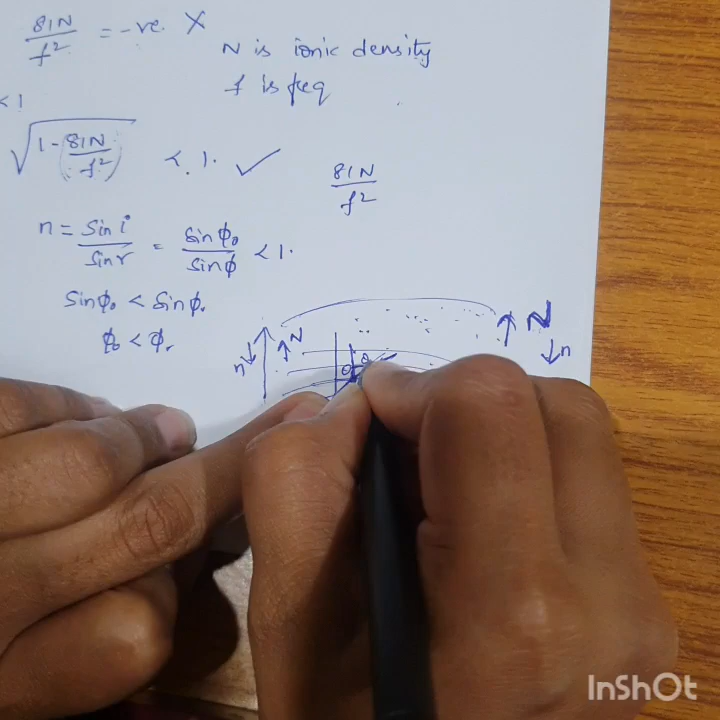 81N/f² = -ve. X
N is ionic density
f is freq
< 1
√(1 - (81N/f²)) < 1. ✓
81N/f²
n = Sin i/Sin r = Sin ϕ₀/Sin ϕ < 1.
Sin ϕ₀ < Sin ϕ.
ϕ₀ < ϕ.
n ↓ ↑ N
↑ N
↓ n
θ θ
InShOt